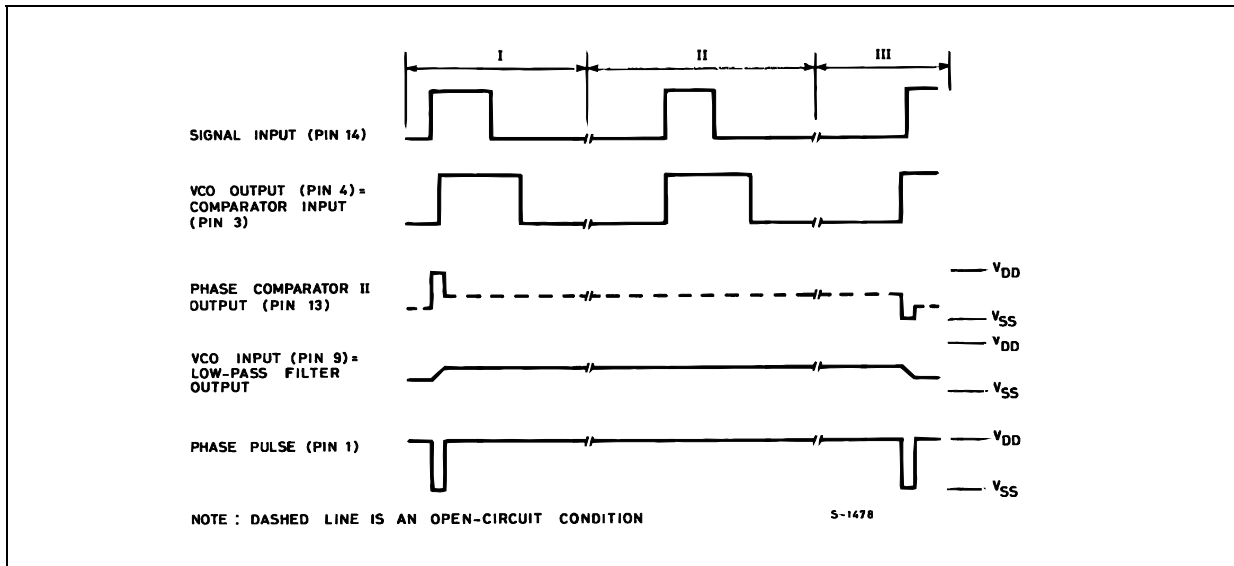 I II III
SIGNAL INPUT (PIN 14)
VCO OUTPUT (PIN 4)=
COMPARATOR INPUT
(PIN 3)
PHASE COMPARATOR II
OUTPUT (PIN 13)
VDD
VSS
VCO INPUT (PIN 9)=
LOW-PASS FILTER
OUTPUT
VDD
VSS
PHASE PULSE (PIN 1)
VDD
VSS
NOTE : DASHED LINE IS AN OPEN-CIRCUIT CONDITION
S-1478